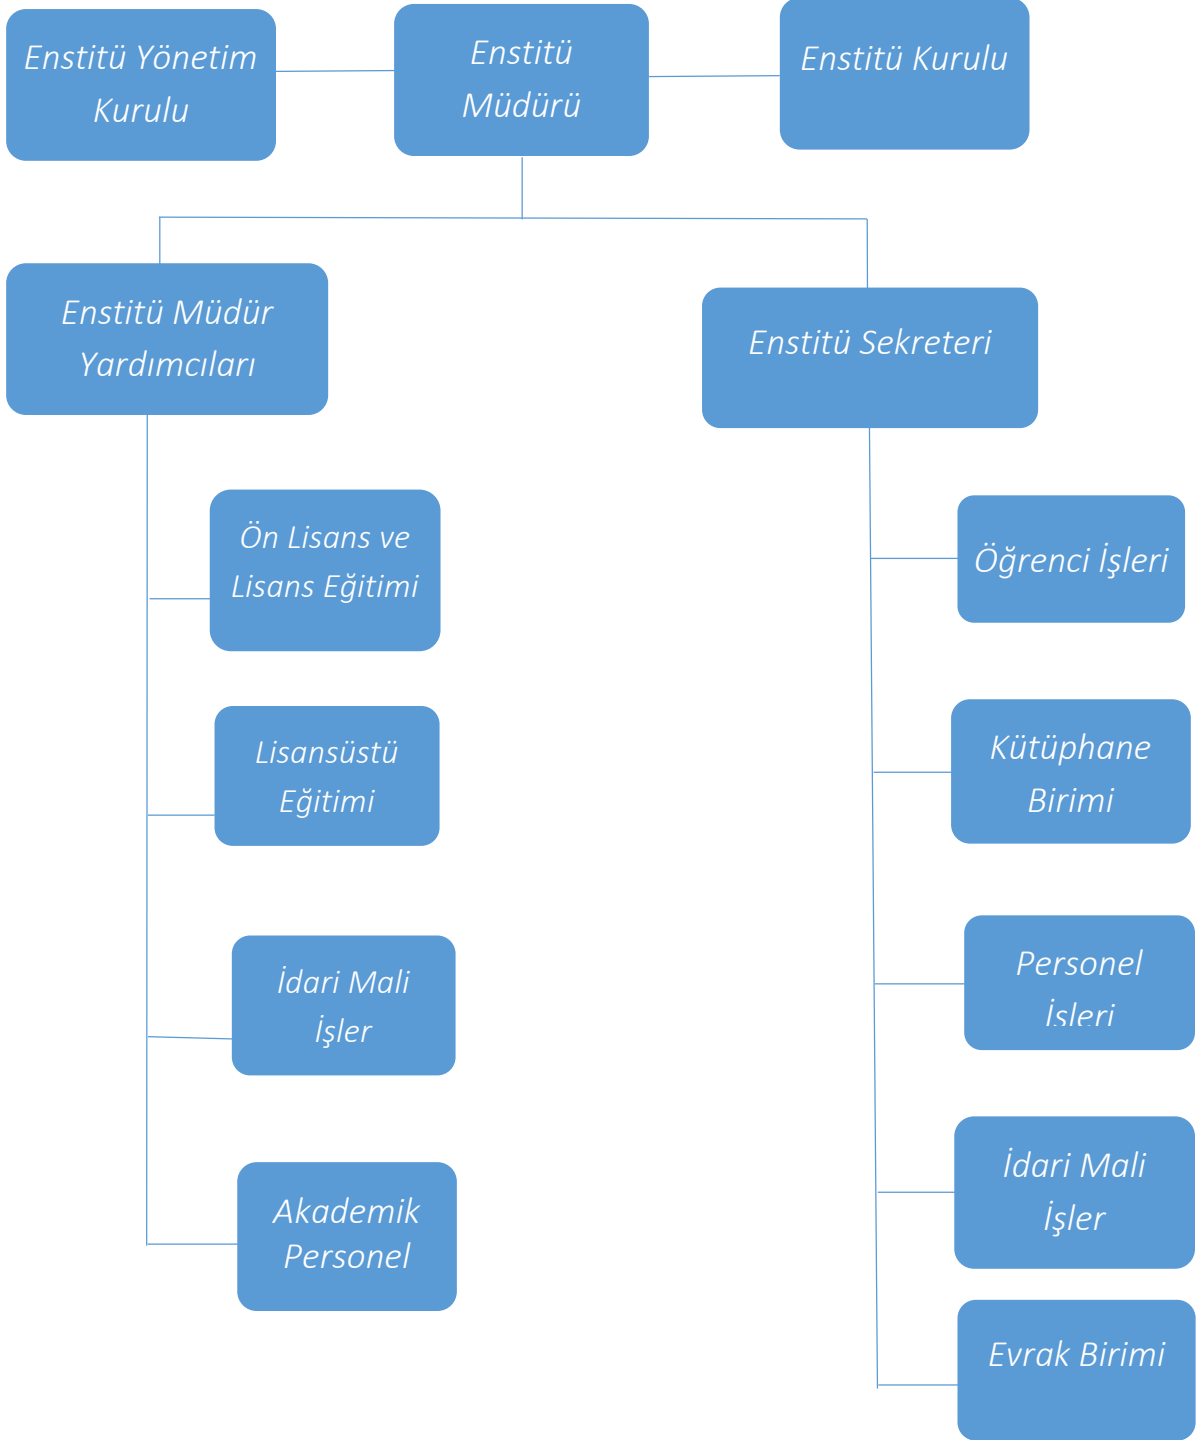 Enstitü Yönetim
Kurulu
Enstitü
Müdürü
Enstitü Kurulu
Enstitü Müdür
Yardımcıları
Enstitü Sekreteri
Ön Lisans ve
Lisans Eğitimi
Lisansüstü
Eğitimi
İdari Mali
İşler
Akademik
Personel
Öğrenci İşleri
Kütüphane
Birimi
Personel
İşleri
İdari Mali
İşler
Evrak Birimi